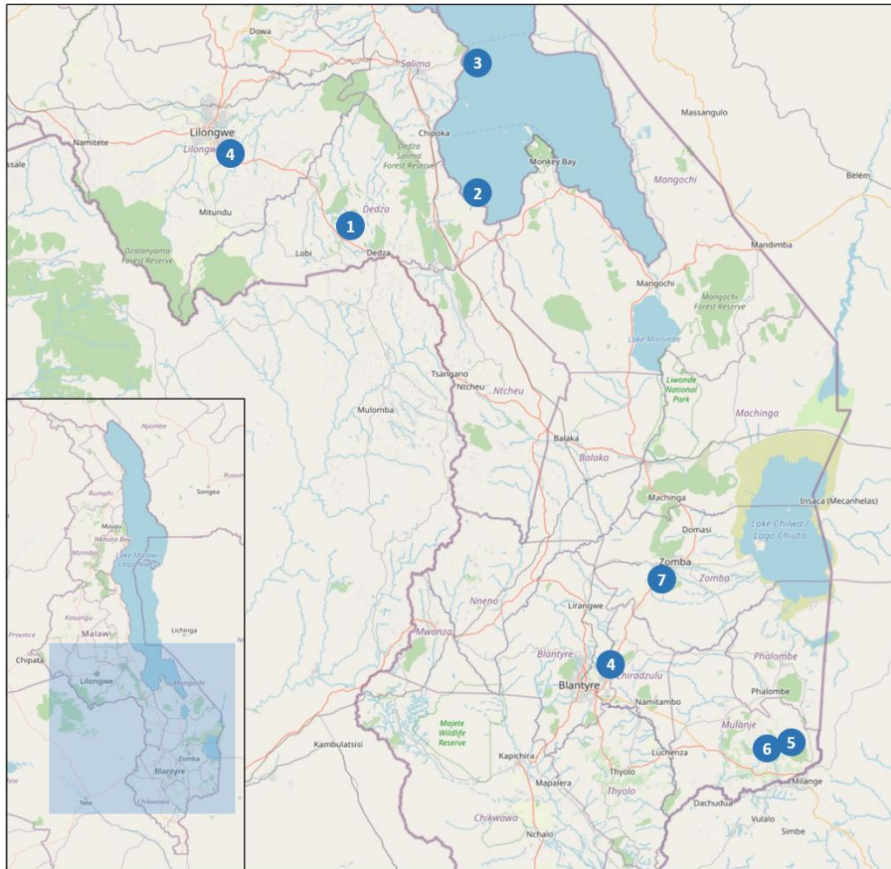 Dowa
Salima
3
Massangulo
Lilongwe
Namitete
Lilongwe
4
Chipoka
Dedza
Salima
Forest Reserve
Monkey Bay
ssale
Mangochi
Belém
2
Mitundu
Dedza
1
Dzalanyama
Forest Reserve
Lobi
Dedza
Mandimba
Mangochi
Mangochi
Forest Reserve
Lake Malombe
Tsangano
Ntcheu
Ntcheu
Liwonde
National
Park
Mulomba
Machinga
Balaka
Balaka
Machinga
Insaca (Mecanhelas)
Lake Chilwa
Lago Chiuta
Domasi
Zomba
7
Zomba
Lirangwe
Nneno
Mwanza
Blantyre
4
Chiradzulu
Blantyre
Phalombe
Phalombe
Namitambo
Majete
Wildlife
Reserve
Mulanje
6
5
Kambulatsisi
Kapichira
Luchenza
Thyolo
Milange
Mapalera
Thyolo
Dachudua
Vulalo
Simbe
Chikwawa
Nchalo
Njombe
Rumphi
Songea
Mzuzu
Nkhata Bay
Mzimba
Lake Malawi
Kasungu
Malawi
Province
Lichinga
Chipata
Lilongwe
Mangochi
Zomba
Blantyre
Tete
Chikwawa